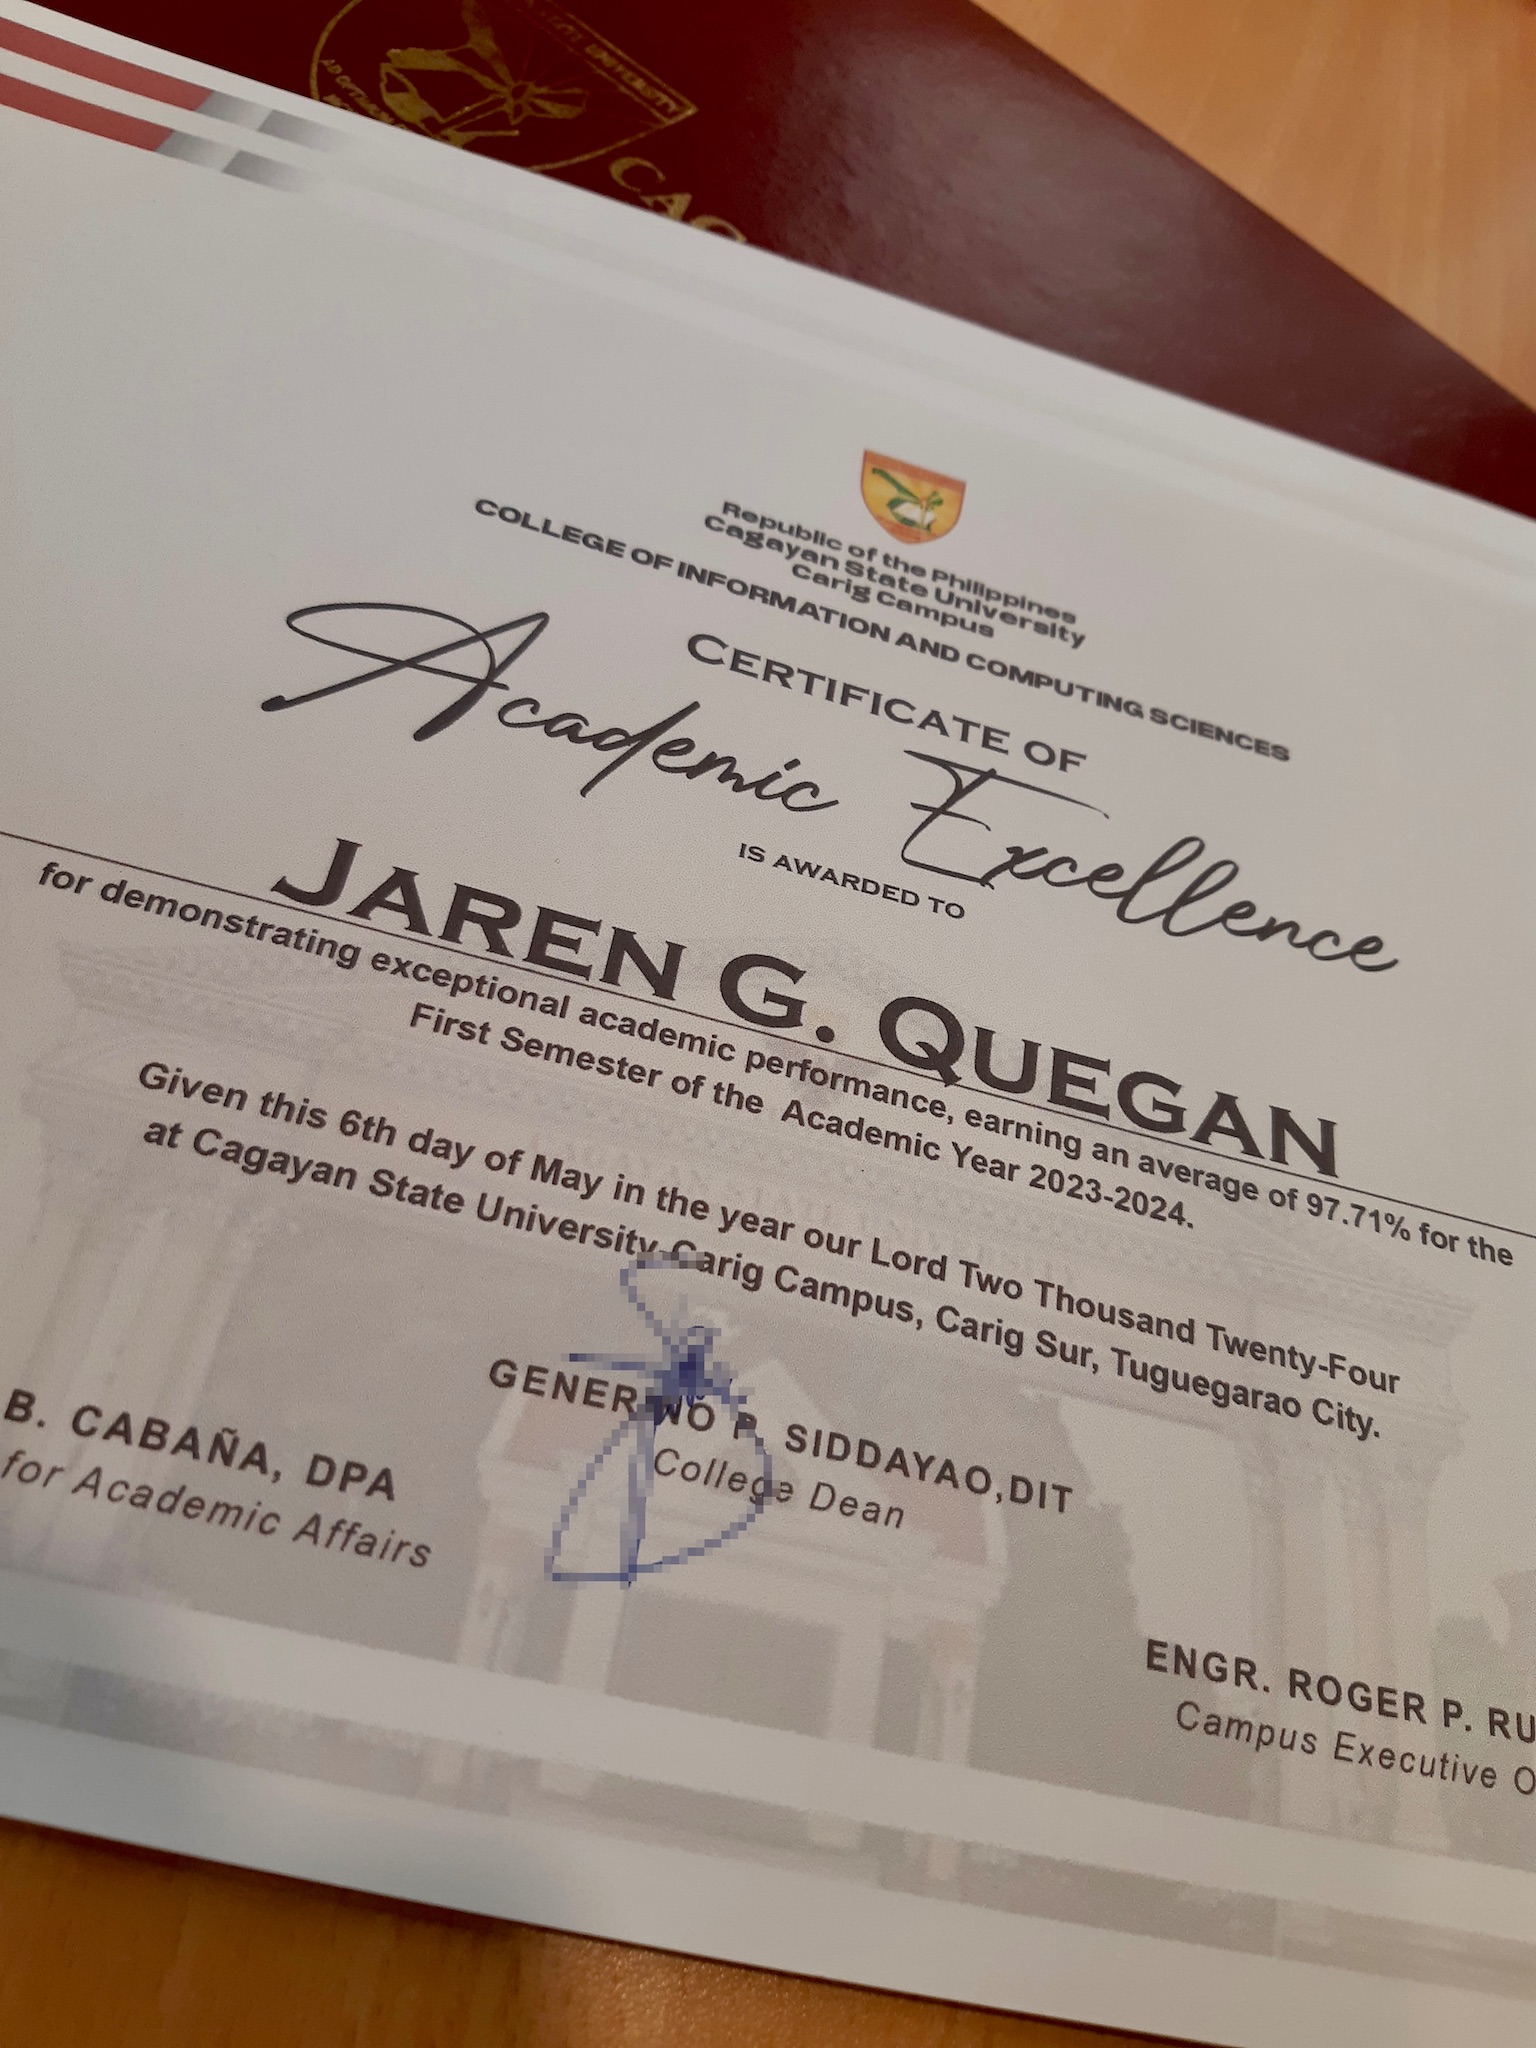 CAG
Republic of the Philippines
Cagayan State University
Carig Campus
COLLEGE OF INFORMATION AND COMPUTING SCIENCES
CERTIFICATE OF
Academic Excellence
IS AWARDED TO
JAREN G. QUEGAN
for demonstrating exceptional academic performance, earning an average of 97.71% for the
First Semester of the Academic Year 2023-2024.
Given this 6th day of May in the year our Lord Two Thousand Twenty-Four
at Cagayan State University-Carig Campus, Carig Sur, Tuguegarao City.
B. CABAÑA, DPA
for Academic Affairs
P. SIDDAYAO,DIT
College Dean
ENGR. ROGER P. RU
Campus Executive O